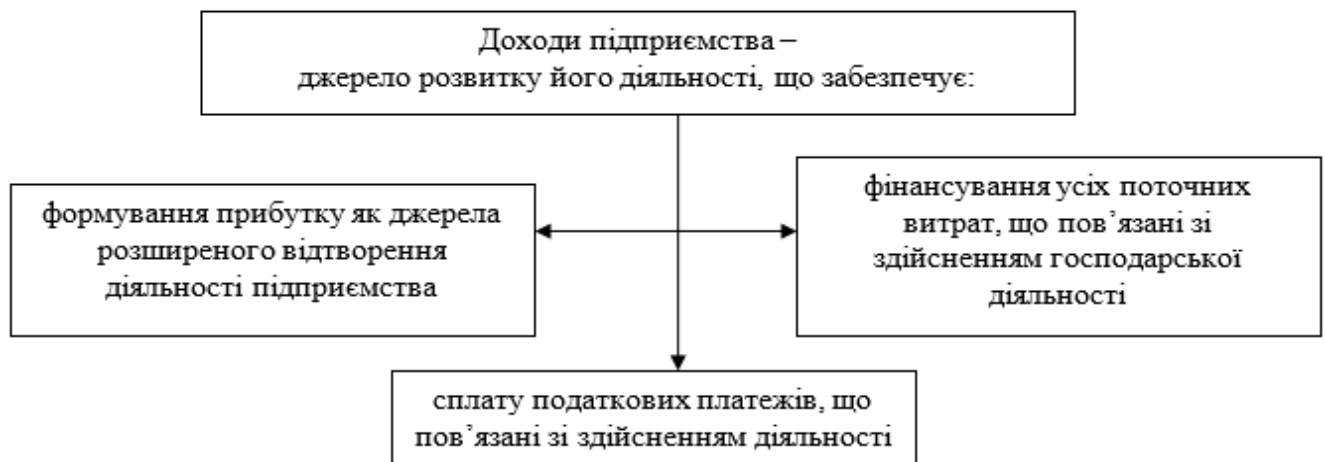 Доходи підприємства –
джерело розвитку його діяльності, що забезпечує:
формування прибутку як джерела
розширеного відтворення
діяльності підприємства
фінансування усіх поточних
витрат, що пов’язані зі
здійсненням господарської
діяльності
сплату податкових платежів, що
пов’язані зі здійсненням діяльності